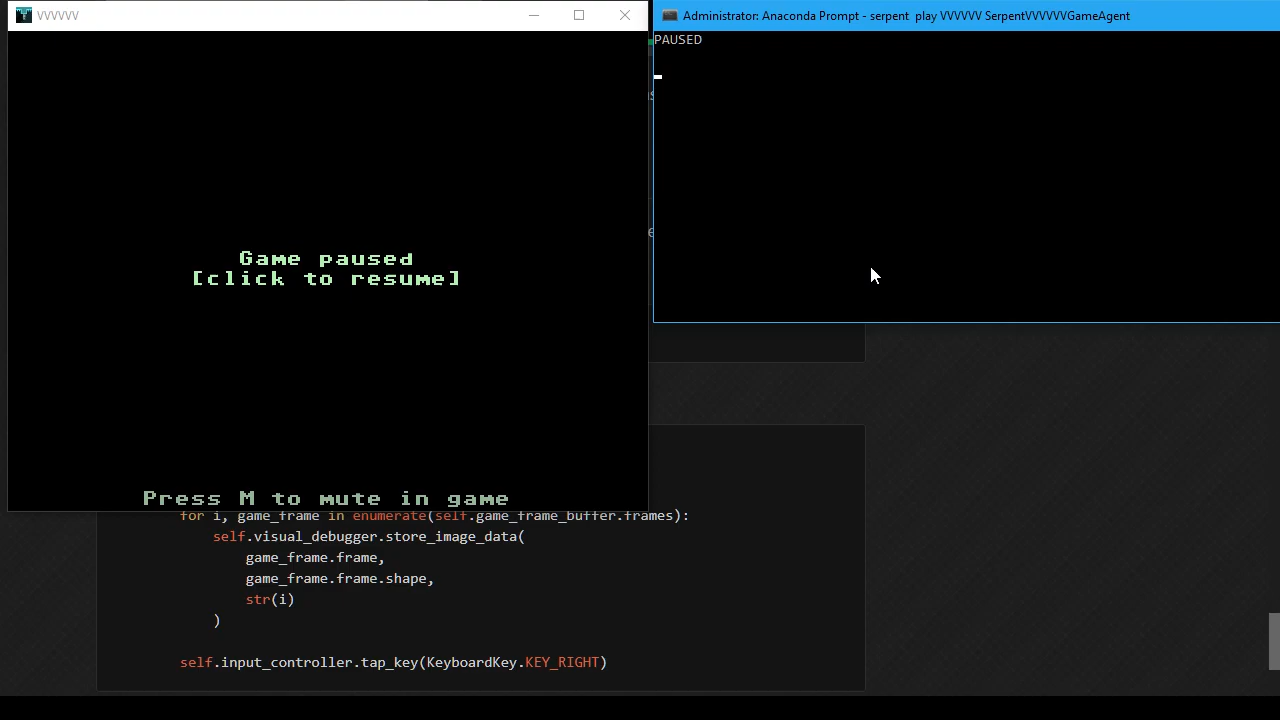 VVVVVV
Administrator: Anaconda Prompt - serpent  play VVVVVV SerpentVVVVVVGameAgent
PAUSED
Game paused
[click to resume]
Press M to mute in game
for i, game_frame in enumerate(self.game_frame_buffer.frames):
self.visual_debugger.store_image_data(
game_frame.frame,
game_frame.frame.shape,
str(i)
)
self.input_controller.tap_key(KeyboardKey.KEY_RIGHT)